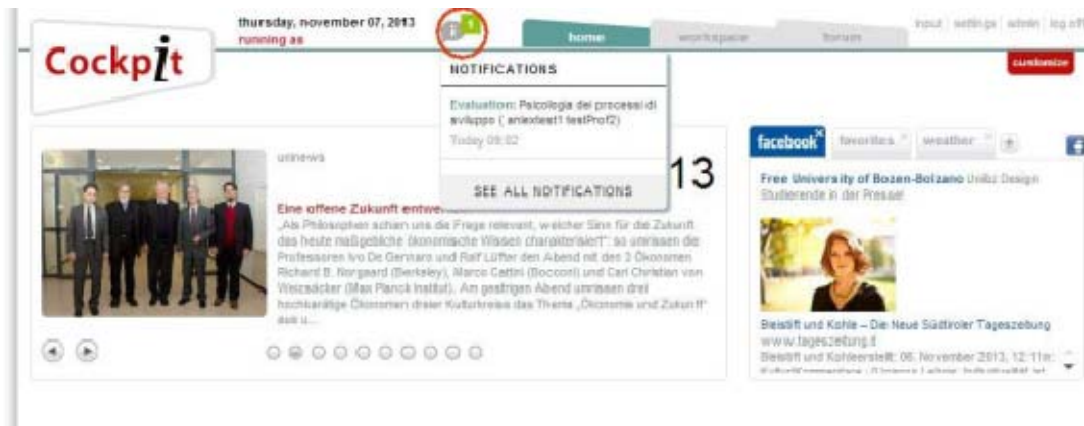 Cockpit
thursday, november 07, 2013
running as
1
home
workspace
forum
input | settings | admin | log off
customize
NOTIFICATIONS
Evaluation: Psicologia dei processi di
sviluppo ( anlextest1 testProf2)
Today 09:02
SEE ALL NOTIFICATIONS
uninews
13
Eine offene Zukunft
„Als Philosophen schien uns die Frage relevant, welcher Sinn für die Zukunft
das heute maßgebliche ökonomische Wissen charakterisiert": so umrissen die
Professoren Ivo De Gennaro und Ralf Lüfter den Abend mit den 3 Ökonomen
Richard B. Norgaard (Berkeley), Marco Cattini (Bocconi) und Carl Christian von
Weizsäcker (Max Planck Institut). Am gestrigen Abend umrissen drei
hochkarätige Ökonomen dreier Kulturkreise das Thema „Ökonomie und Zukunft"
aus u...
facebook
favorites
weather
Free University of Bozen-Bolzano Unibz Design
Studierende in der Presse!
Bleistift und Kohle – Die Neue Südtiroler Tageszeitung
www.tageszeitung.it
Bleistift und Kohleerstellt: 06. November 2013, 12:11in: